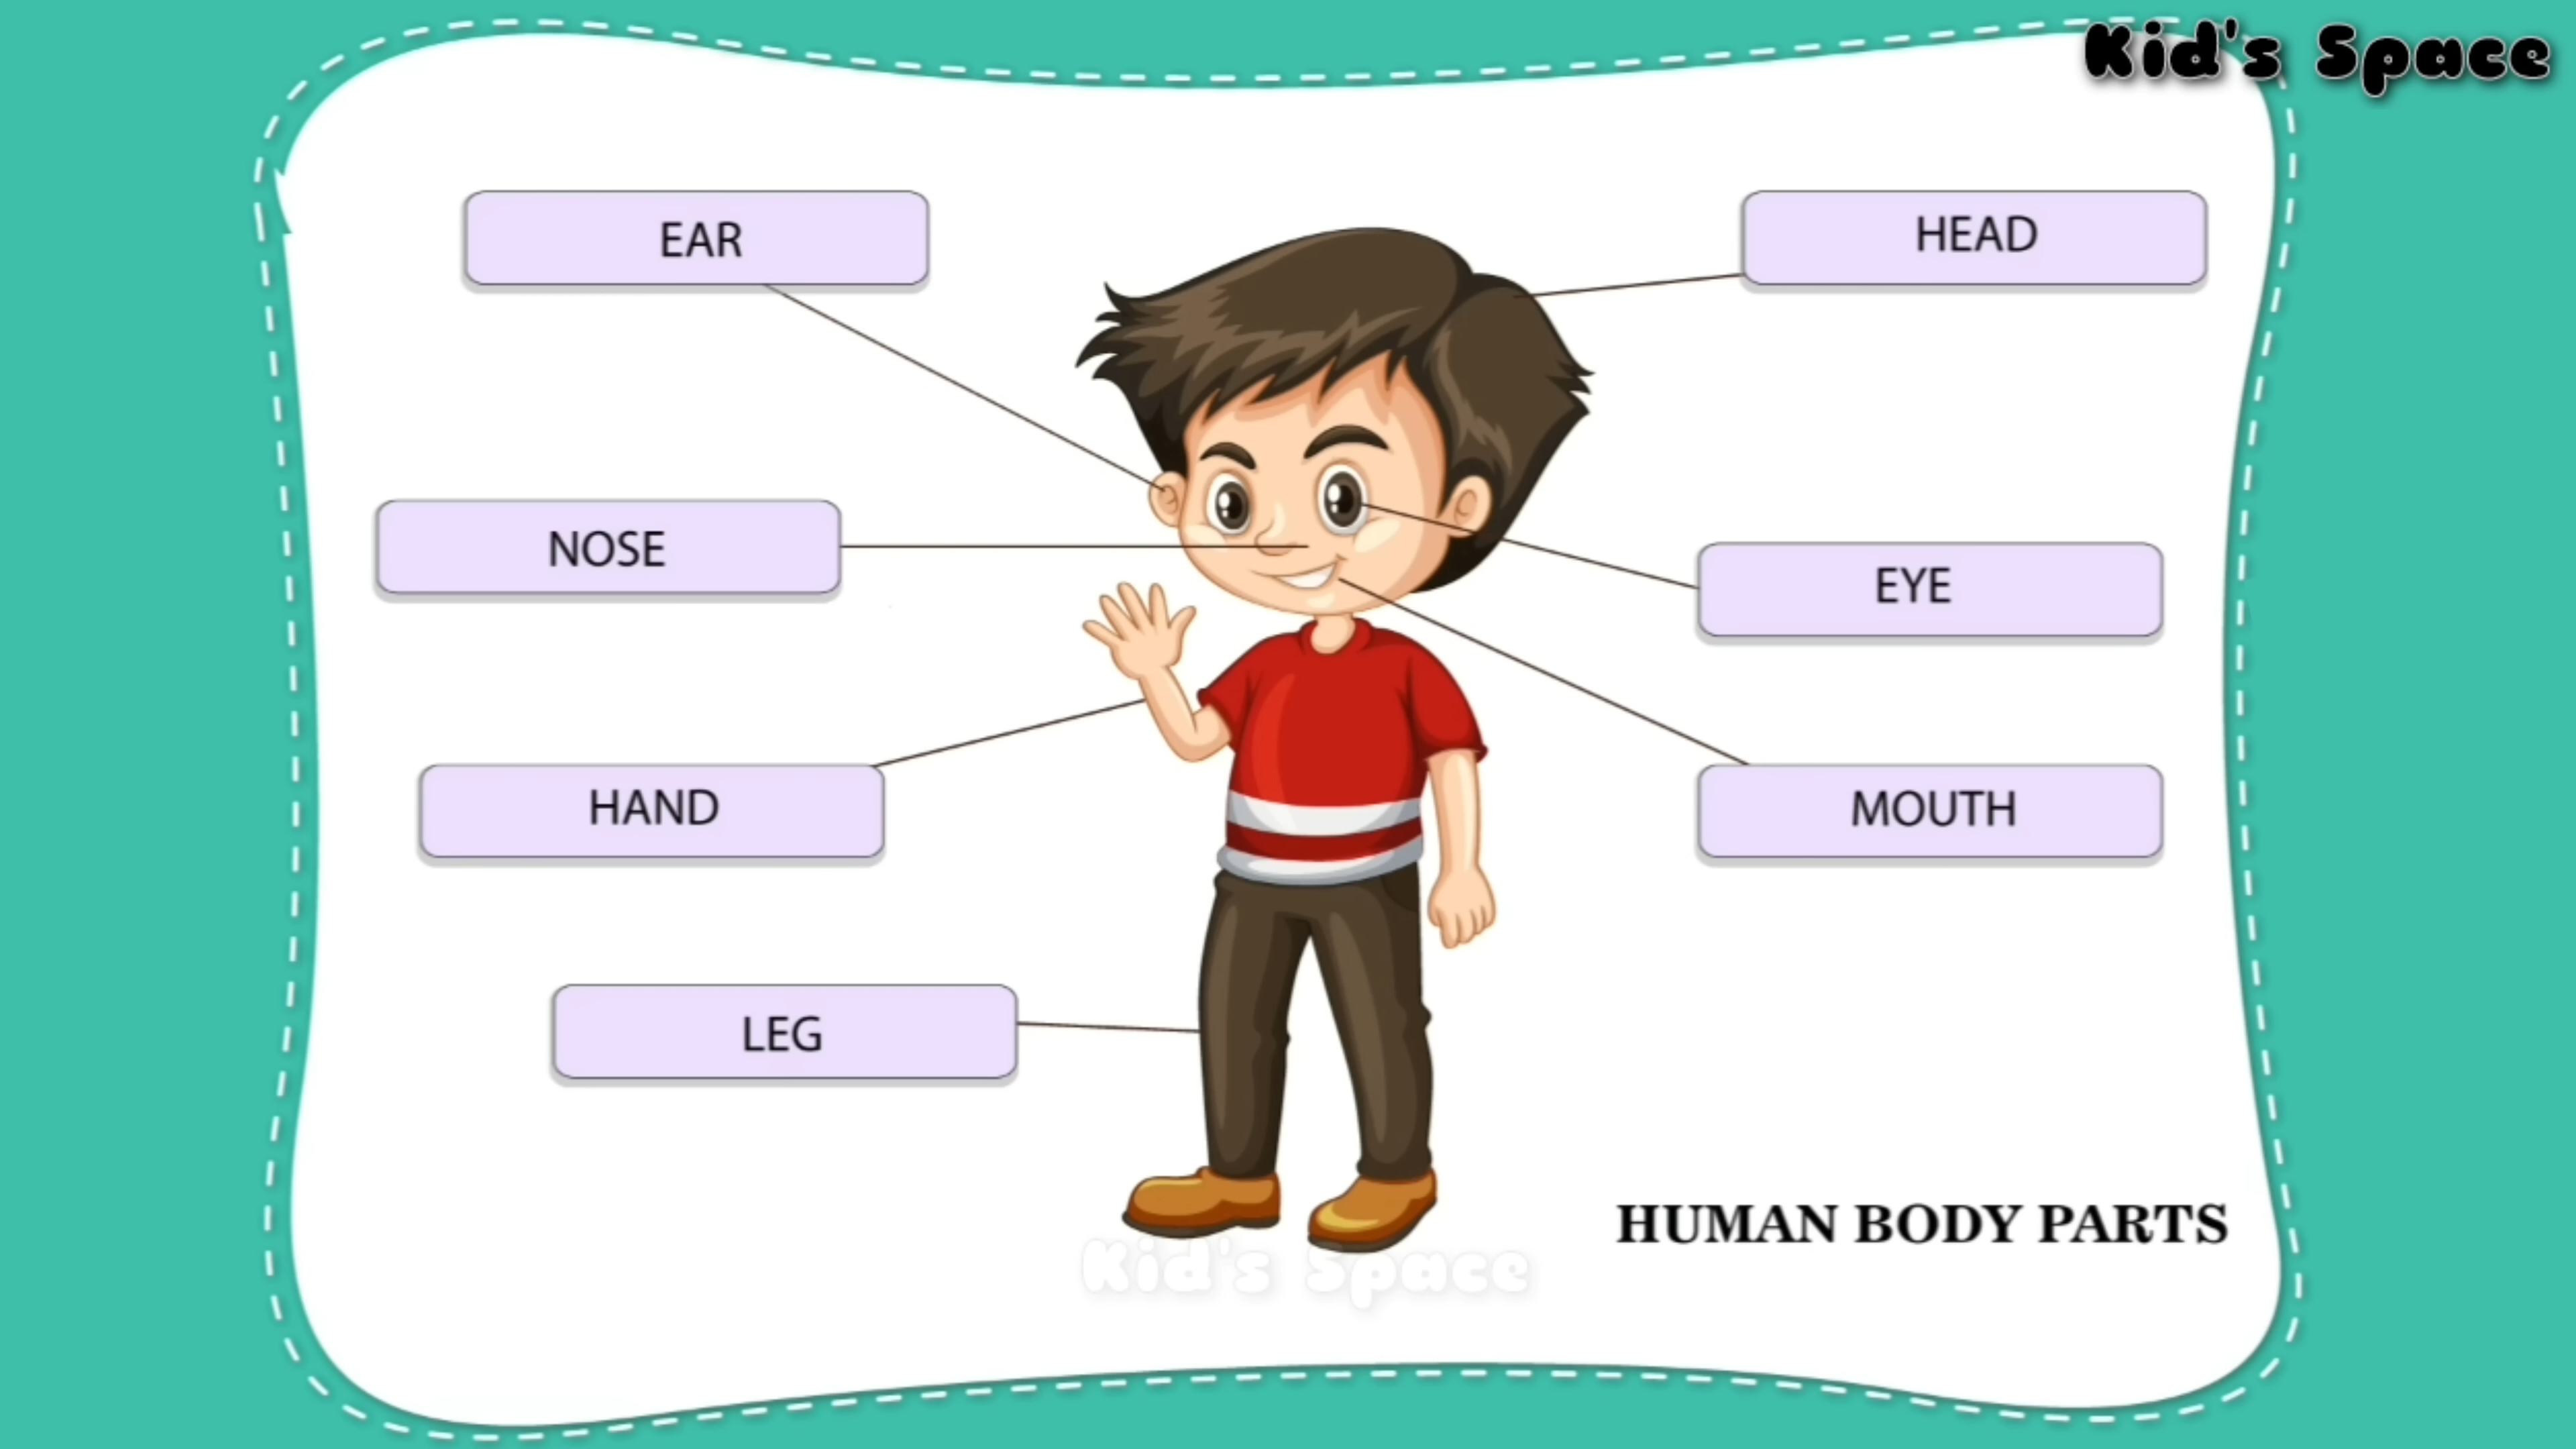 Kid's Space
EAR
HEAD
NOSE
EYE
HAND
MOUTH
LEG
HUMAN BODY PARTS
Kid's Space